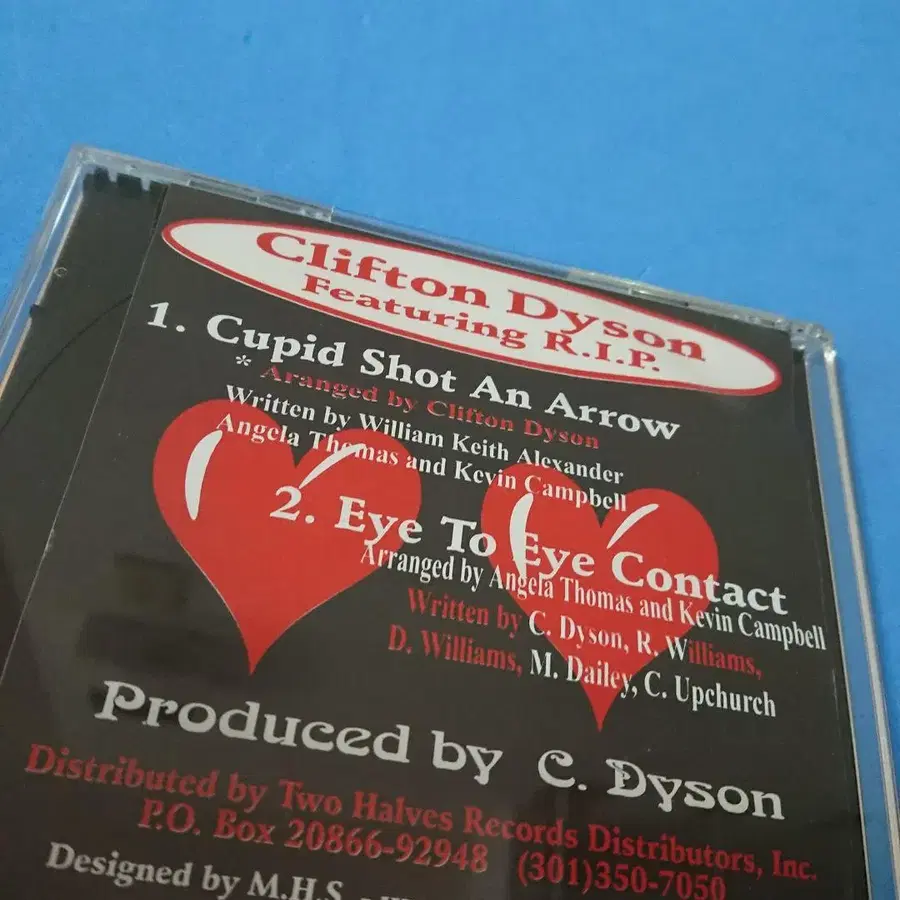 Clifton Dyson
Featuring R.I.P.
1. Cupid Shot An Arrow
* Aranged by Clifton Dyson
Written by William Keith Alexander
Angela Thomas and Kevin Campbell
2. Eye To Eye Contact
Arranged by Angela Thomas and Kevin Campbell
Written by C. Dyson, R. Williams,
D. Williams, M. Dailey, C. Upchurch
Produced by C. Dyson
Distributed by Two Halves Records Distributors, Inc.
P.O. Box 20866-92948 (301)350-7050
Designed by M.H.S.